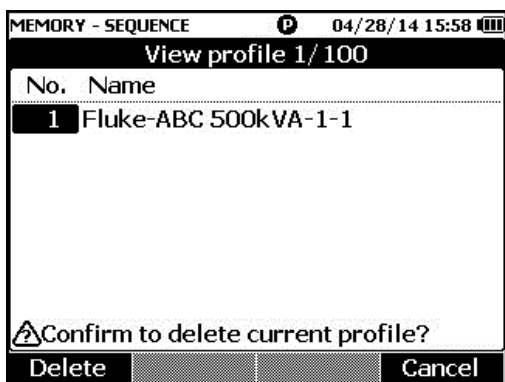 MEMORY - SEQUENCE P 04/28/14 15:58
View profile 1/100
No. Name
1 Fluke-ABC 500kVA-1-1
Confirm to delete current profile?
Delete Cancel